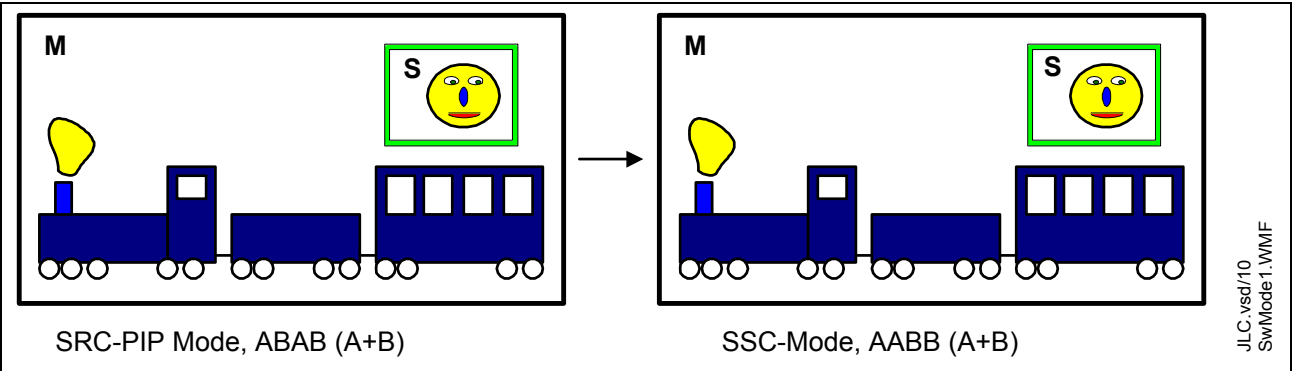 M
S
M
S
SRC-PIP Mode, ABAB (A+B)
SSC-Mode, AABB (A+B)
JLC.vsd/10
SwMode1.WMF